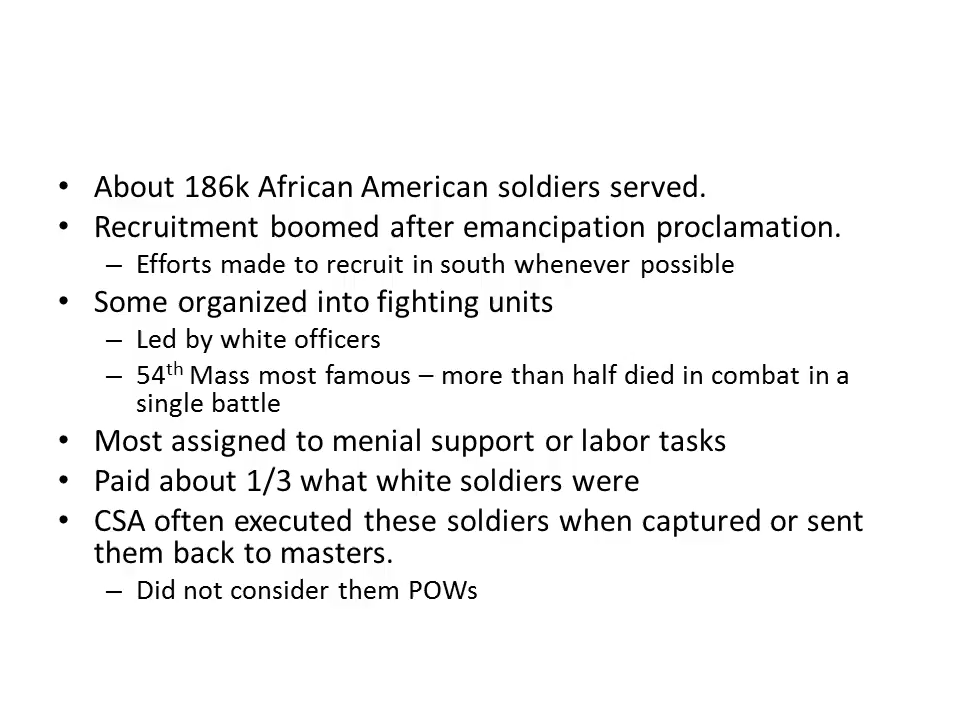 • About 186k African American soldiers served.
• Recruitment boomed after emancipation proclamation.
– Efforts made to recruit in south whenever possible
• Some organized into fighting units
– Led by white officers
– 54th Mass most famous – more than half died in combat in a
single battle
• Most assigned to menial support or labor tasks
• Paid about 1/3 what white soldiers were
• CSA often executed these soldiers when captured or sent
them back to masters.
– Did not consider them POWs